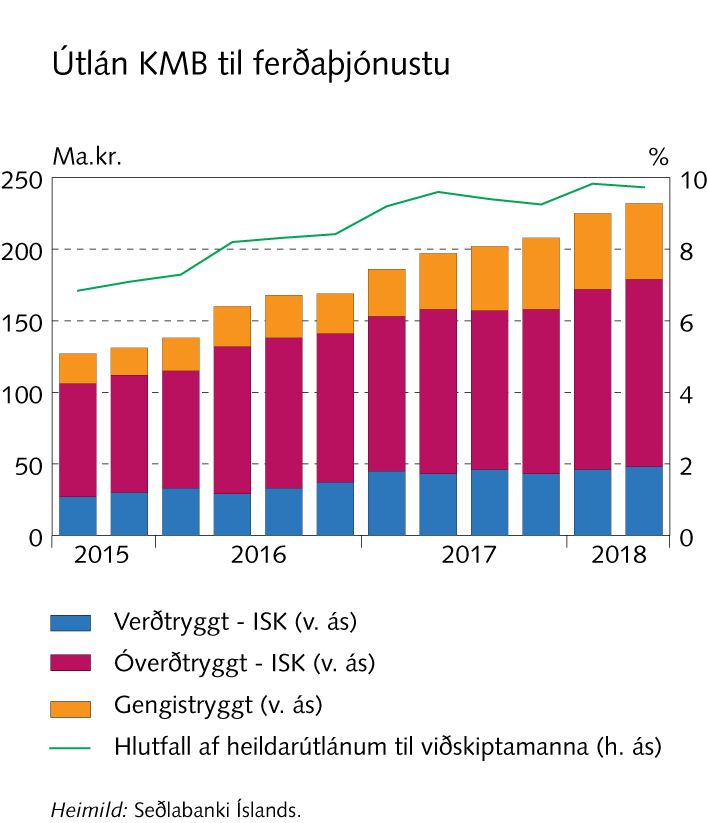 Útlán KMB til ferðaþjónustu
Ma.kr. %
250 10
200 8
150 6
100 4
50 2
0 0
2015 2016 2017 2018
Verðtryggt - ISK (v. ás)
Óverðtryggt - ISK (v. ás)
Gengistryggt (v. ás)
Hlutfall af heildarútlánum til viðskiptamanna (h. ás)
Heimild: Seðlabanki Íslands.